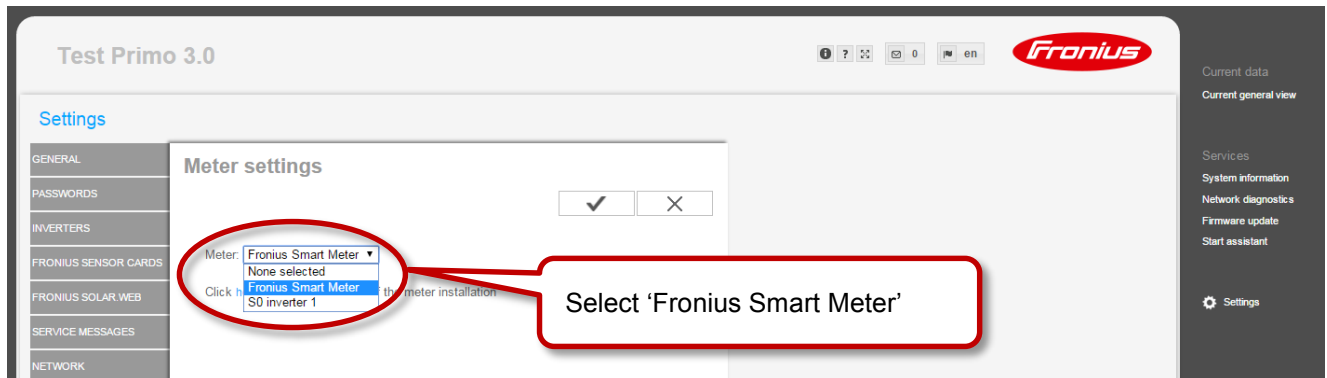 Test Primo 3.0
i ? 0 en
Fronius
Settings
GENERAL
PASSWORDS
INVERTERS
FRONIUS SENSOR CARDS
FRONIUS SOLAR.WEB
SERVICE MESSAGES
NETWORK
Meter settings
Meter: Fronius Smart Meter
None selected
Fronius Smart Meter
S0 inverter 1
Click the meter installation
Select ‘Fronius Smart Meter’
Current data
Current general view
Services
System information
Network diagnostics
Firmware update
Start assistant
Settings